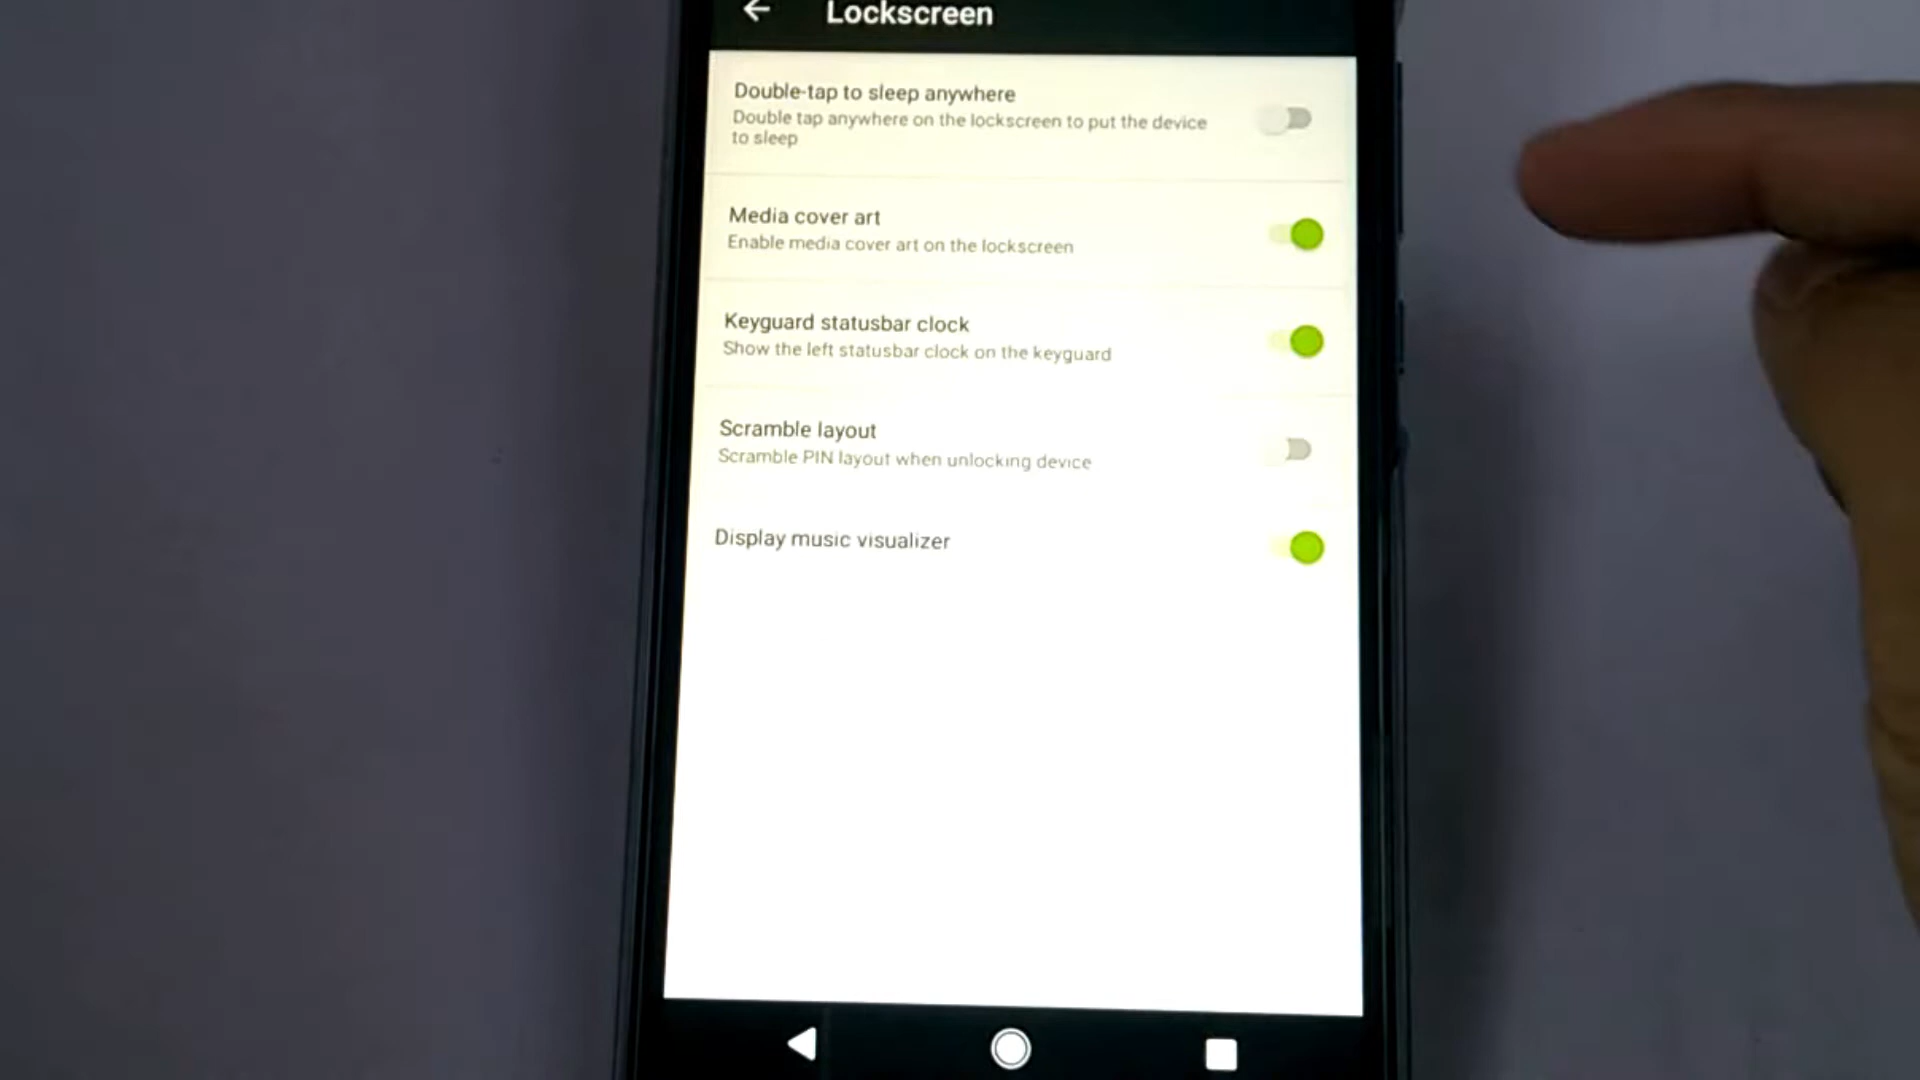 Lockscreen
Double-tap to sleep anywhere
Double tap anywhere on the lockscreen to put the device
to sleep
Media cover art
Enable media cover art on the lockscreen
Keyguard statusbar clock
Show the left statusbar clock on the keyguard
Scramble layout
Scramble PIN layout when unlocking device
Display music visualizer